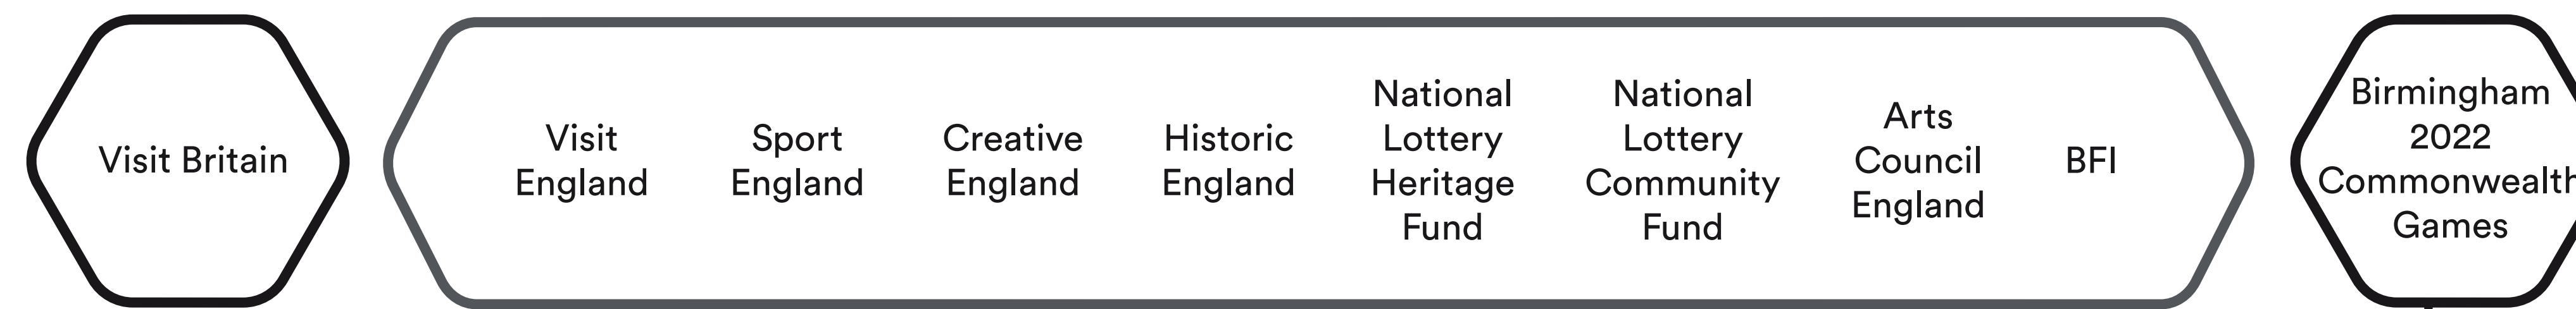 Visit Britain
Visit
England
Sport
England
Creative
England
Historic
England
National
Lottery
Heritage
Fund
National
Lottery
Community
Fund
Arts
Council
England
BFI
Birmingham
2022
Commonwealth
Games